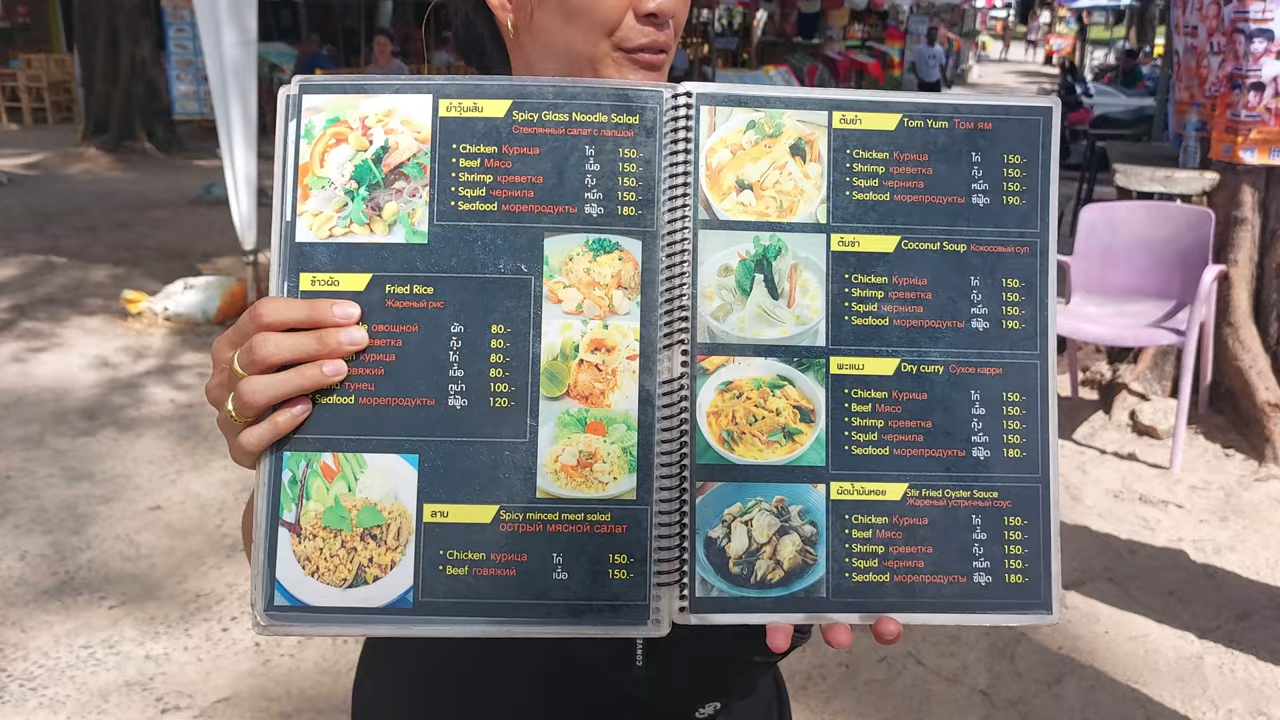 ยำวุ้นเส้น
Spicy Glass Noodle Salad
Стеклянный салат с лапшой
* Chicken Курица ไก่ 150.-
* Beef Мясо เนื้อ 150.-
* Shrimp креветка กุ้ง 150.-
* Squid чернила หมึก 150.-
* Seafood морепродукты ซีฟู้ด 180.-
ข้าวผัด
Fried Rice
Жареный рис
овощной ผัก 80.-
กุ้ง 80.-
курица ไก่ 80.-
เนื้อ 80.-
тунец ทูน่า 100.-
Seafood морепродукты ซีฟู้ด 120.-
ลาบ
Spicy minced meat salad
острый мясной салат
* Chicken курица ไก่ 150.-
* Beef говяжий เนื้อ 150.-
ต้มยำ
Tom Yum Том ям
* Chicken Курица ไก่ 150.-
* Shrimp креветка กุ้ง 150.-
* Squid чернила หมึก 150.-
* Seafood морепродукты ซีฟู้ด 190.-
ต้มข่า
Coconut Soup Кокосовый суп
* Chicken Курица ไก่ 150.-
* Shrimp креветка กุ้ง 150.-
* Squid чернила หมึก 150.-
* Seafood морепродукты ซีฟู้ด 190.-
พะแนง
Dry curry Сухое карри
* Chicken Курица ไก่ 150.-
* Beef Мясо เนื้อ 150.-
* Shrimp креветка กุ้ง 150.-
* Squid чернила หมึก 150.-
* Seafood морепродукты ซีฟู้ด 180.-
ผัดน้ำมันหอย
Stir Fried Oyster Sauce
Жареный устричный соус
* Chicken Курица ไก่ 150.-
* Beef Мясо เนื้อ 150.-
* Shrimp креветка กุ้ง 150.-
* Squid чернила หมึก 150.-
* Seafood морепродукты ซีฟู้ด 180.-
CONVE